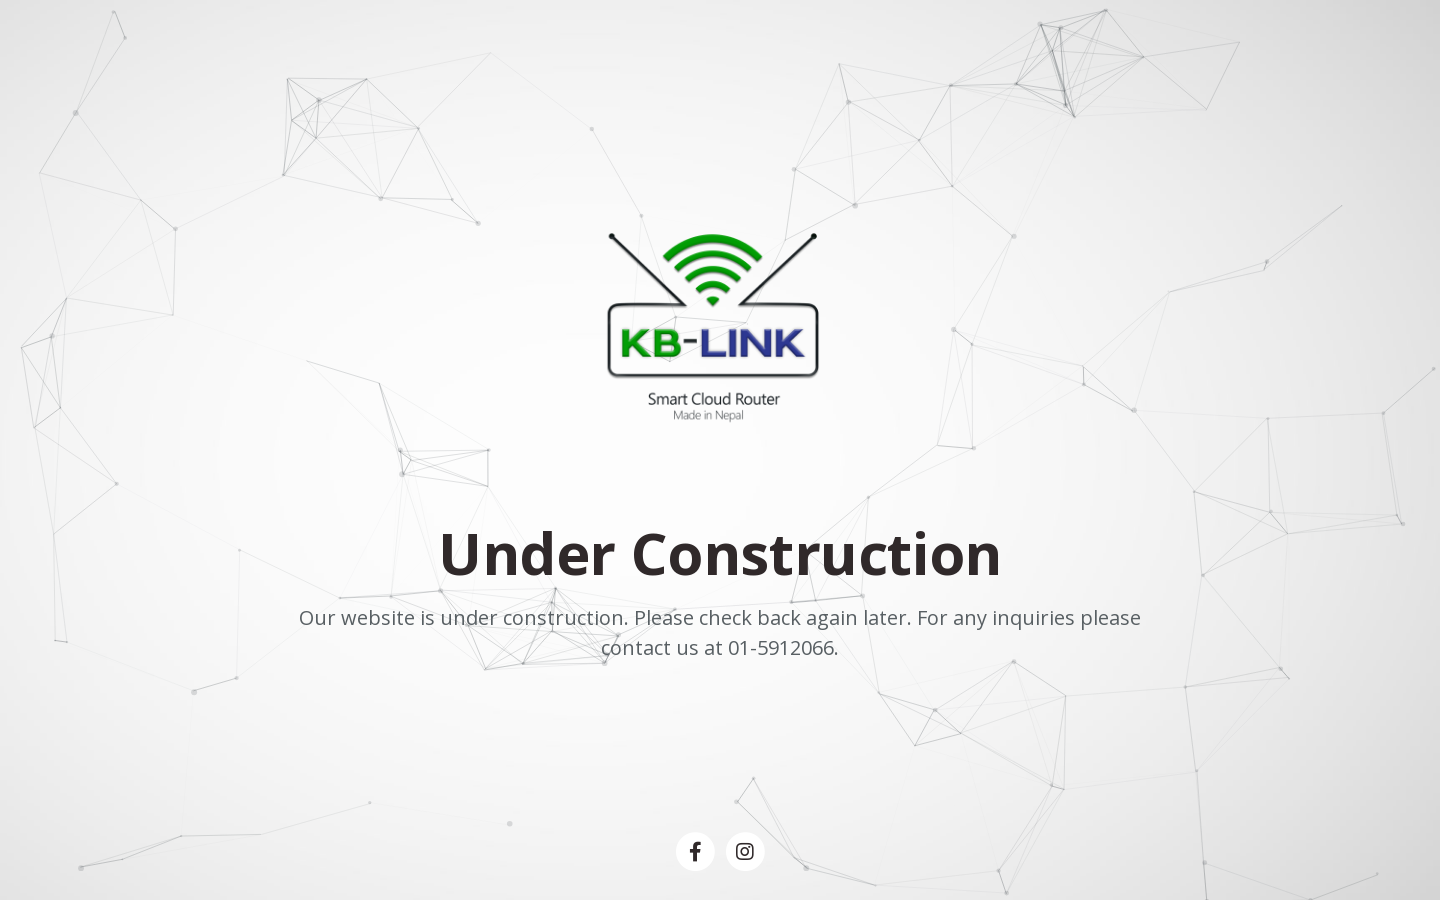 KB-LINK
Smart Cloud Router
Made in Nepal
Under Construction
Our website is under construction. Please check back again later. For any inquiries please
contact us at 01-5912066.